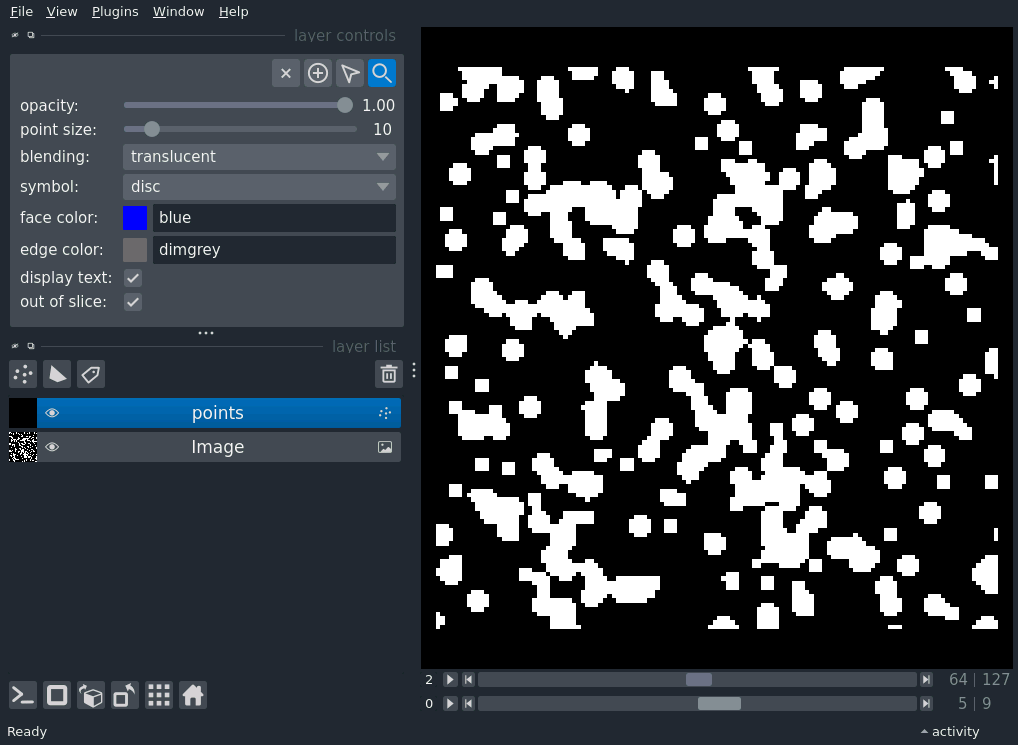 File View Plugins Window Help
layer controls
opacity: 1.00
point size: 10
blending: translucent
symbol: disc
face color: blue
edge color: dimgrey
display text:
out of slice:
layer list
points
Image
2 64 | 127
0 5 | 9
Ready activity